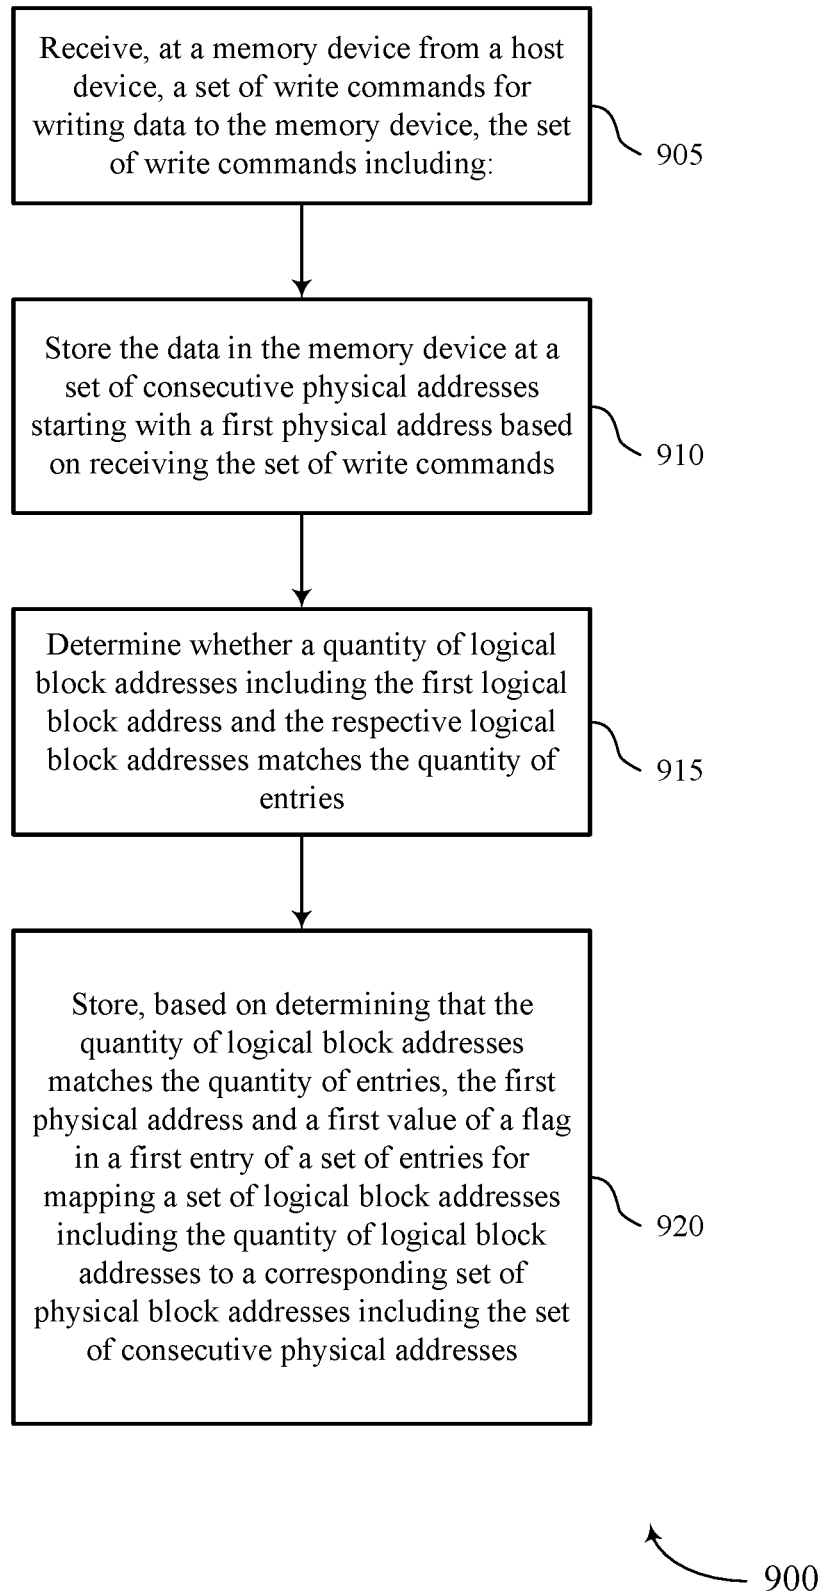 Receive, at a memory device from a host
device, a set of write commands for
writing data to the memory device, the set
of write commands including:
905
Store the data in the memory device at a
set of consecutive physical addresses
starting with a first physical address based
on receiving the set of write commands
910
Determine whether a quantity of logical
block addresses including the first logical
block address and the respective logical
block addresses matches the quantity of
entries
915
Store, based on determining that the
quantity of logical block addresses
matches the quantity of entries, the first
physical address and a first value of a flag
in a first entry of a set of entries for
mapping a set of logical block addresses
including the quantity of logical block
addresses to a corresponding set of
physical block addresses including the set
of consecutive physical addresses
920
900